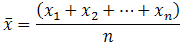 x̄ = (x₁ + x₂ + ⋯ + xₙ) / n